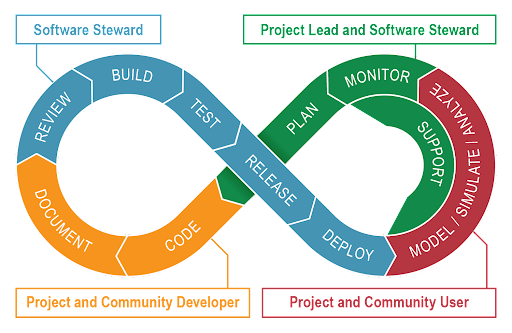 Software Steward
Project Lead and Software Steward
BUILD
MONITOR
REVIEW
TEST
PLAN
MODEL / SIMULATE / ANALYZE
SUPPORT
RELEASE
DOCUMENT
CODE
DEPLOY
Project and Community Developer
Project and Community User